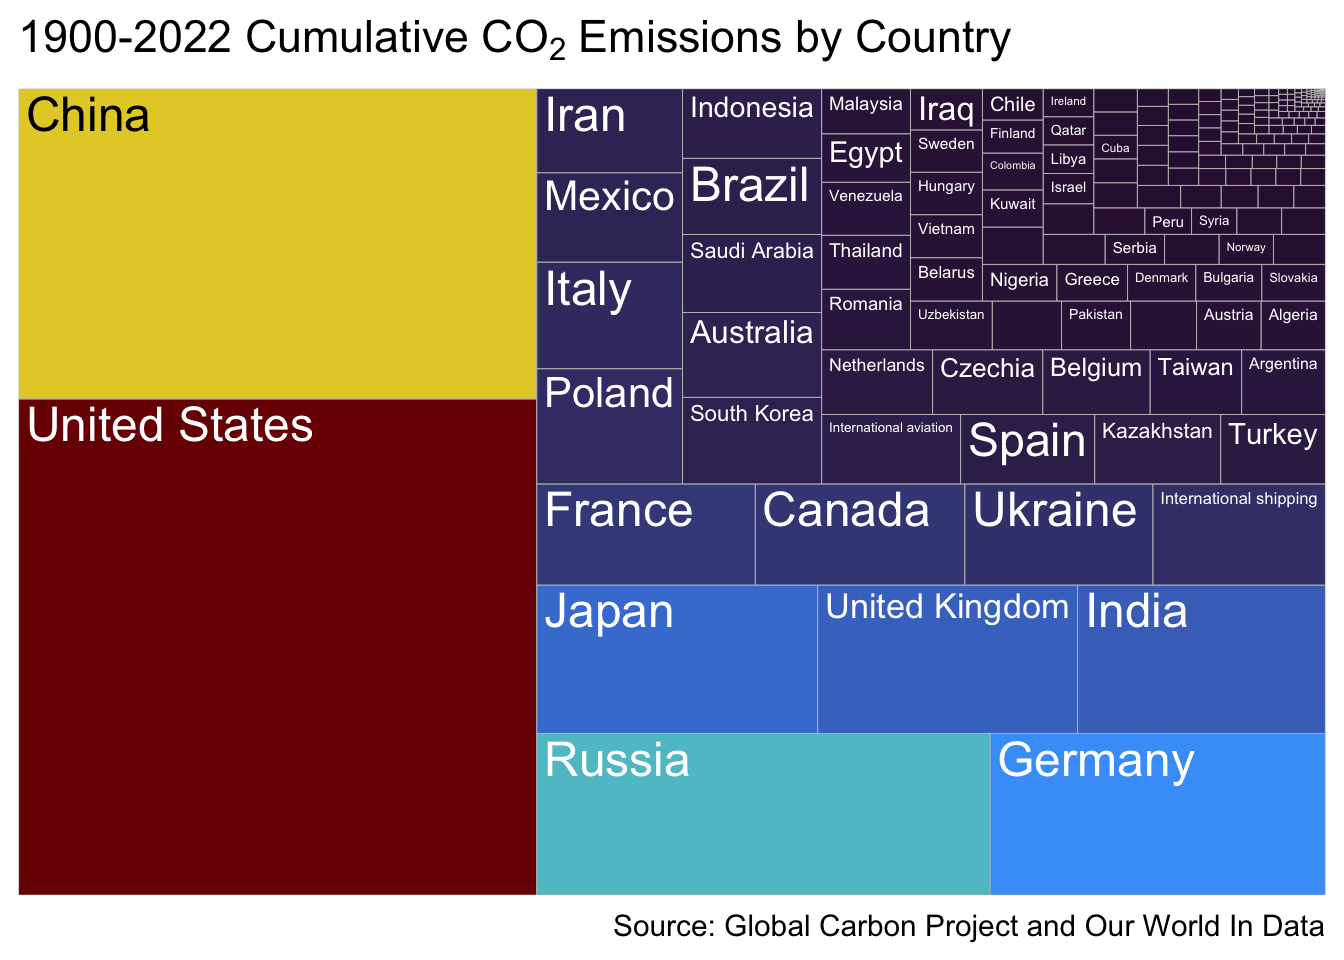 1900-2022 Cumulative CO₂ Emissions by Country
China
United States
Iran
Mexico
Italy
Poland
Indonesia
Brazil
Saudi Arabia
Australia
South Korea
Malaysia
Egypt
Venezuela
Thailand
Romania
Iraq
Sweden
Hungary
Vietnam
Belarus
Chile
Finland
Colombia
Kuwait
Ireland
Qatar
Libya
Israel
Cuba
Peru
Syria
Serbia
Norway
Nigeria
Greece
Denmark
Bulgaria
Slovakia
Uzbekistan
Pakistan
Austria
Algeria
Netherlands
Czechia
Belgium
Taiwan
Argentina
International aviation
Spain
Kazakhstan
Turkey
France
Canada
Ukraine
International shipping
Japan
United Kingdom
India
Russia
Germany
Source: Global Carbon Project and Our World In Data